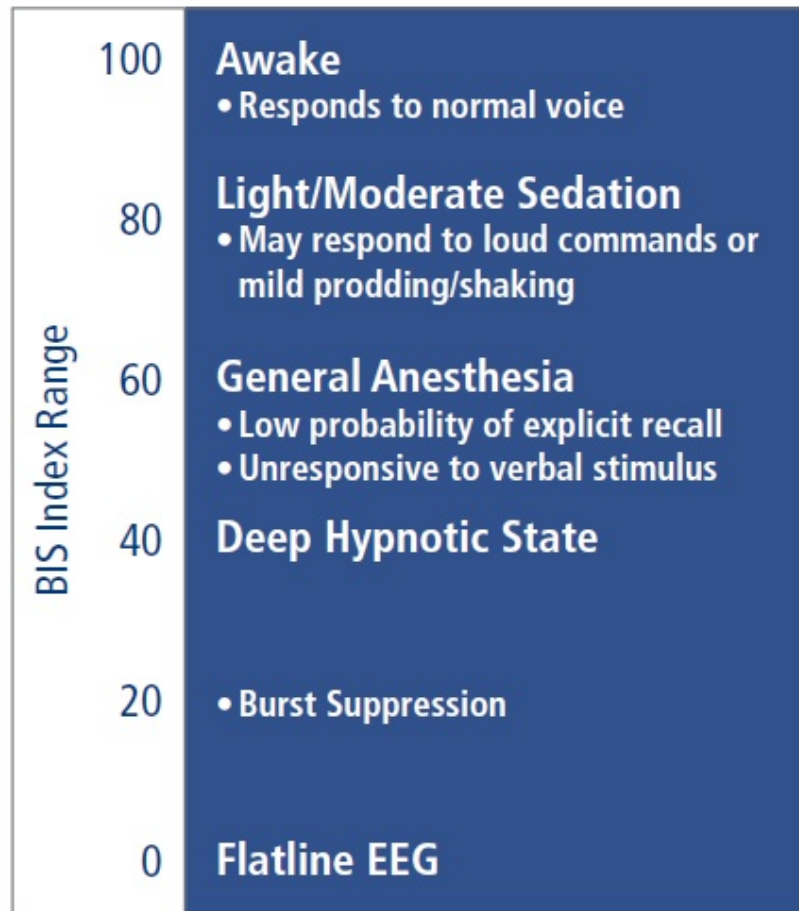 BIS Index Range
100
Awake
• Responds to normal voice
80
Light/Moderate Sedation
• May respond to loud commands or
mild prodding/shaking
60
General Anesthesia
• Low probability of explicit recall
• Unresponsive to verbal stimulus
40
Deep Hypnotic State
20
• Burst Suppression
0
Flatline EEG